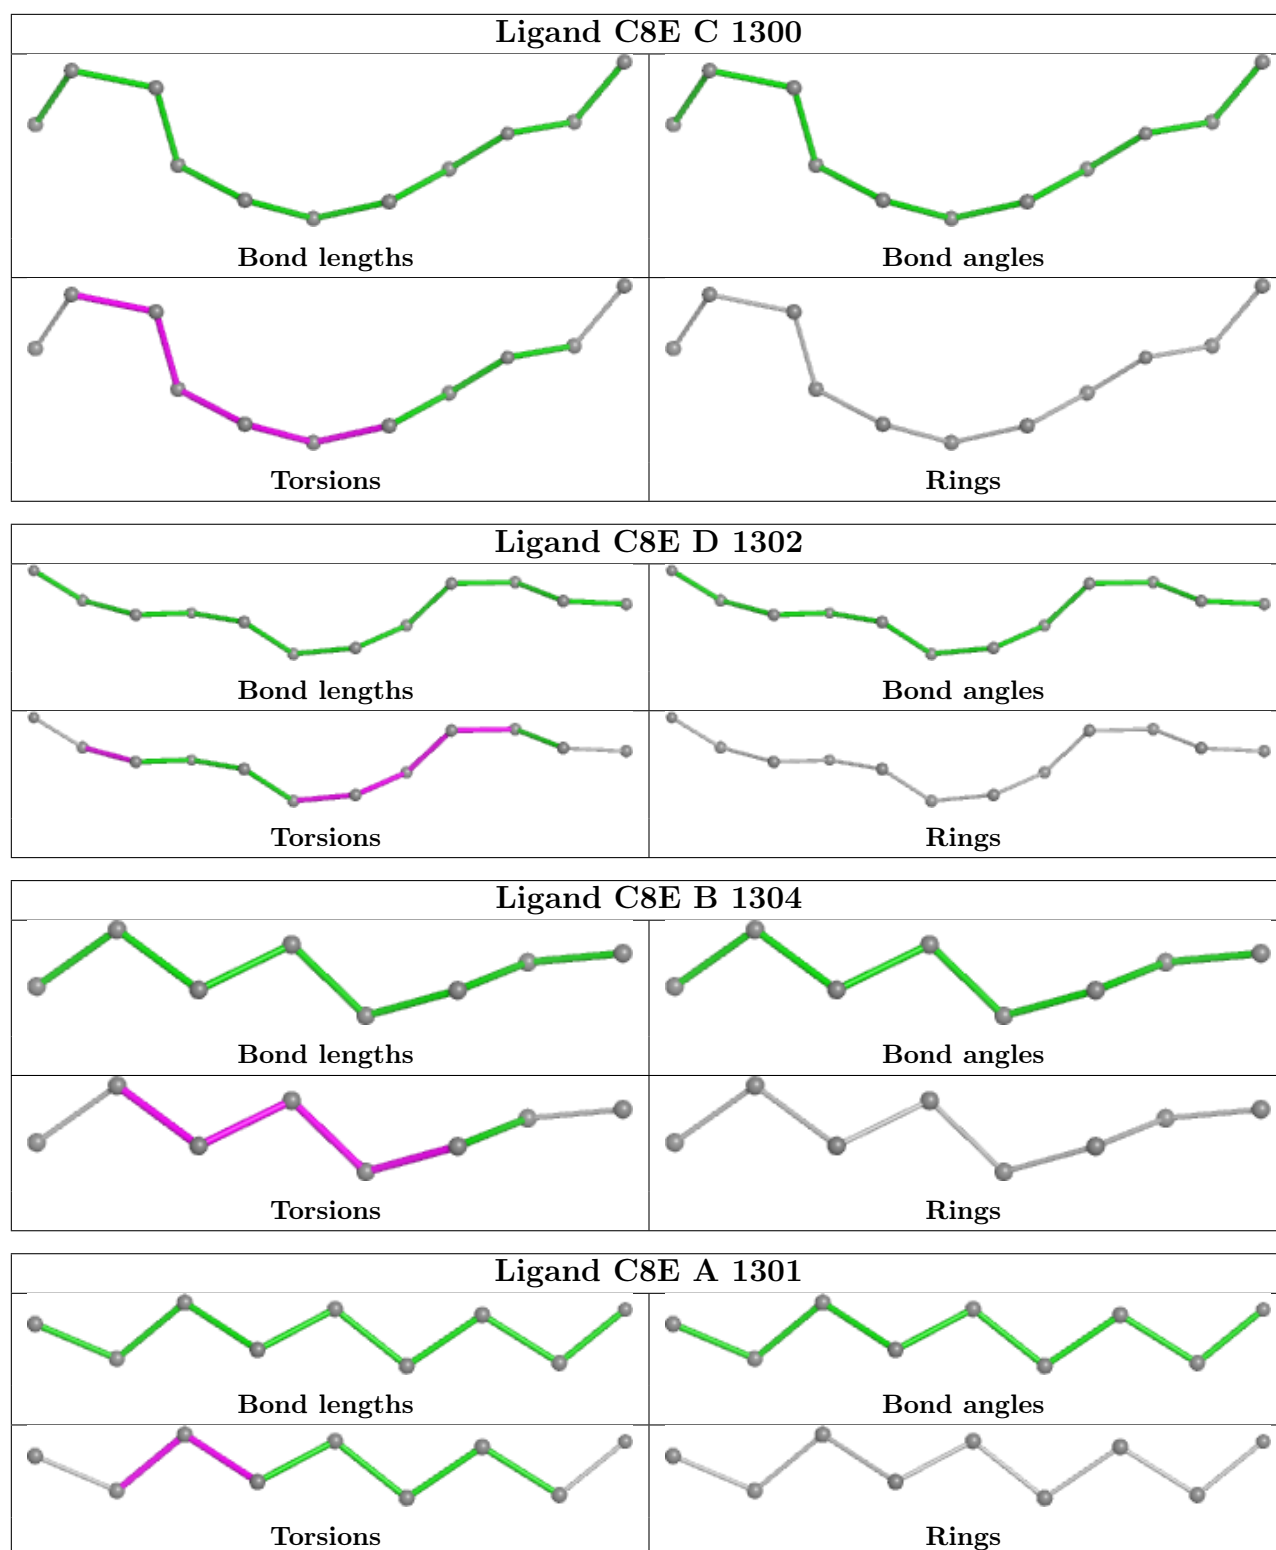 Ligand C8E C 1300
Bond lengths
Bond angles
Torsions
Rings
Ligand C8E D 1302
Bond lengths
Bond angles
Torsions
Rings
Ligand C8E B 1304
Bond lengths
Bond angles
Torsions
Rings
Ligand C8E A 1301
Bond lengths
Bond angles
Torsions
Rings